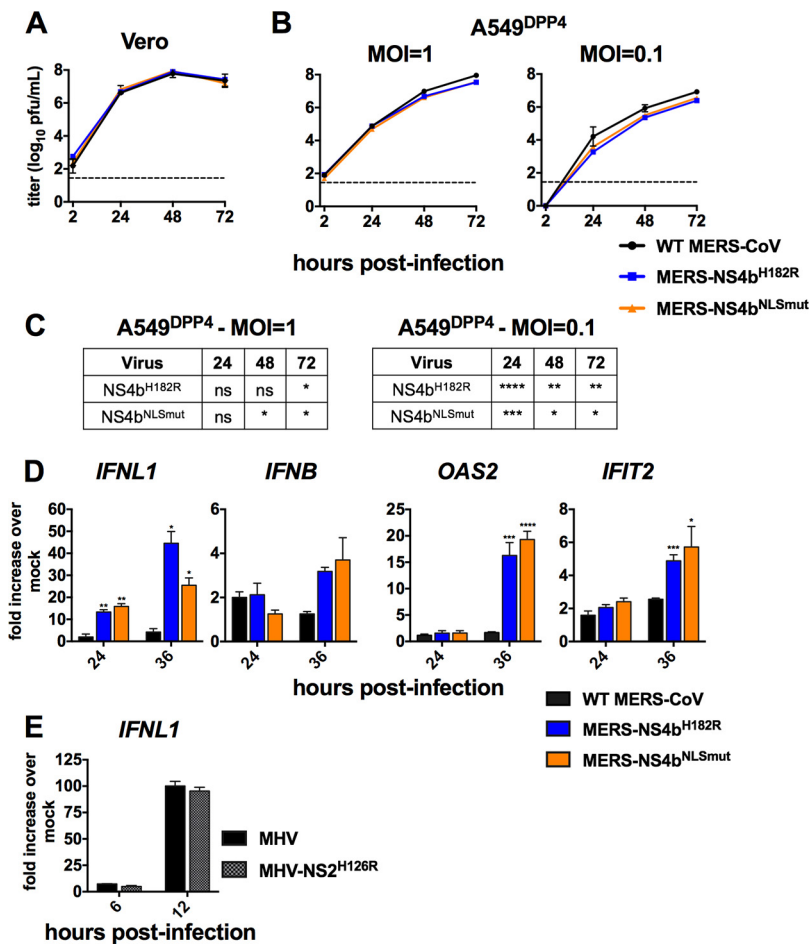 A
Vero
titer (log10 pfu/mL)
8
6
4
2
0
2 24 48 72
B
A549DPP4
MOI=1
8
6
4
2
0
2 24 48 72
MOI=0.1
8
6
4
2
0
2 24 48 72
hours post-infection
WT MERS-CoV
MERS-NS4bH182R
MERS-NS4bNLSmut
C
A549DPP4 - MOI=1
Virus 24 48 72
NS4bH182R ns ns *
NS4bNLSmut ns * *
A549DPP4 - MOI=0.1
Virus 24 48 72
NS4bH182R **** ** **
NS4bNLSmut *** * *
D
IFNL1
fold increase over
mock
60
50
40
30
20
10
0
** ** * *
24 36
IFNB
6
4
2
0
24 36
OAS2
25
20
15
10
5
0
*** ****
24 36
IFIT2
8
6
4
2
0
*** *
24 36
hours post-infection
WT MERS-CoV
MERS-NS4bH182R
MERS-NS4bNLSmut
E
IFNL1
fold increase over
mock
125
100
75
50
25
0
6 12
hours post-infection
MHV
MHV-NS2H126R